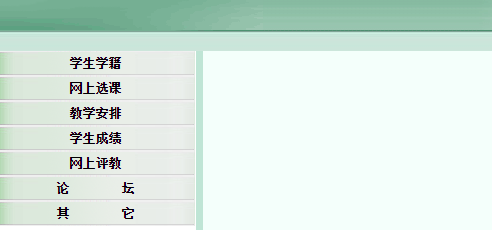 学生学籍
网上选课
教学安排
学生成绩
网上评教
论 坛
其 它